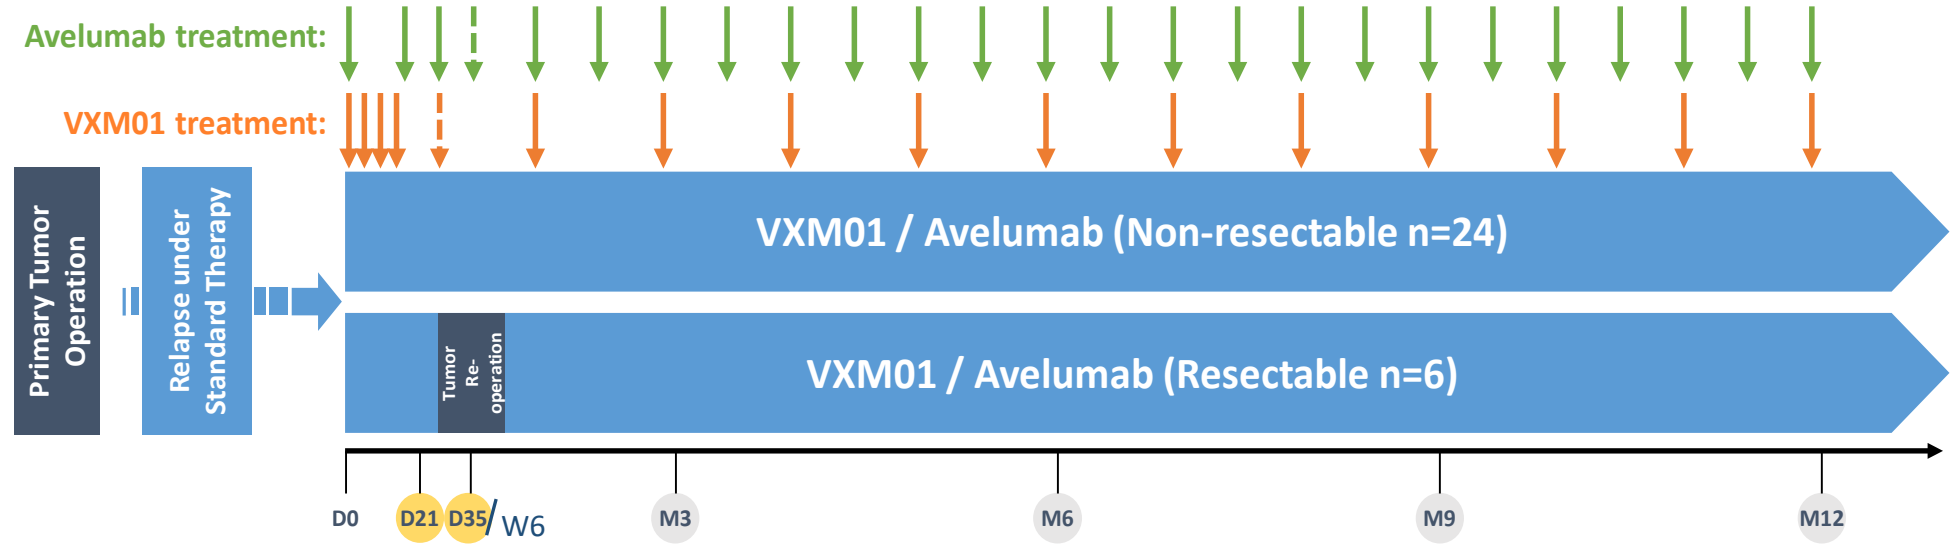 Avelumab treatment:
VXM01 treatment:
Primary Tumor
Operation
Relapse under
Standard Therapy
VXM01 / Avelumab (Non-resectable n=24)
Tumor
Re-
operation
VXM01 / Avelumab (Resectable n=6)
D0 D21 D35/W6 M3 M6 M9 M12